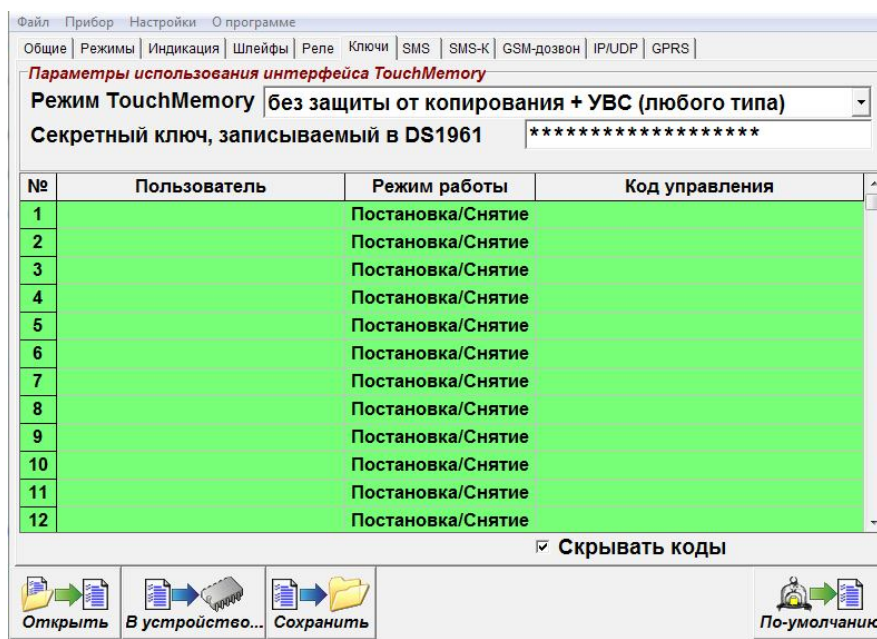 Файл Прибор Настройки О программе
Общие Режимы Индикация Шлейфы Реле Ключи SMS SMS-K GSM-дозвон IP/UDP GPRS
Параметры использования интерфейса TouchMemory
Режим TouchMemory без защиты от копирования + УВС (любого типа)
Секретный ключ, записываемый в DS1961 *******************
№ Пользователь Режим работы Код управления
1 Постановка/Снятие
2 Постановка/Снятие
3 Постановка/Снятие
4 Постановка/Снятие
5 Постановка/Снятие
6 Постановка/Снятие
7 Постановка/Снятие
8 Постановка/Снятие
9 Постановка/Снятие
10 Постановка/Снятие
11 Постановка/Снятие
12 Постановка/Снятие
Скрывать коды
Открыть В устройство... Сохранить По-умолчанию